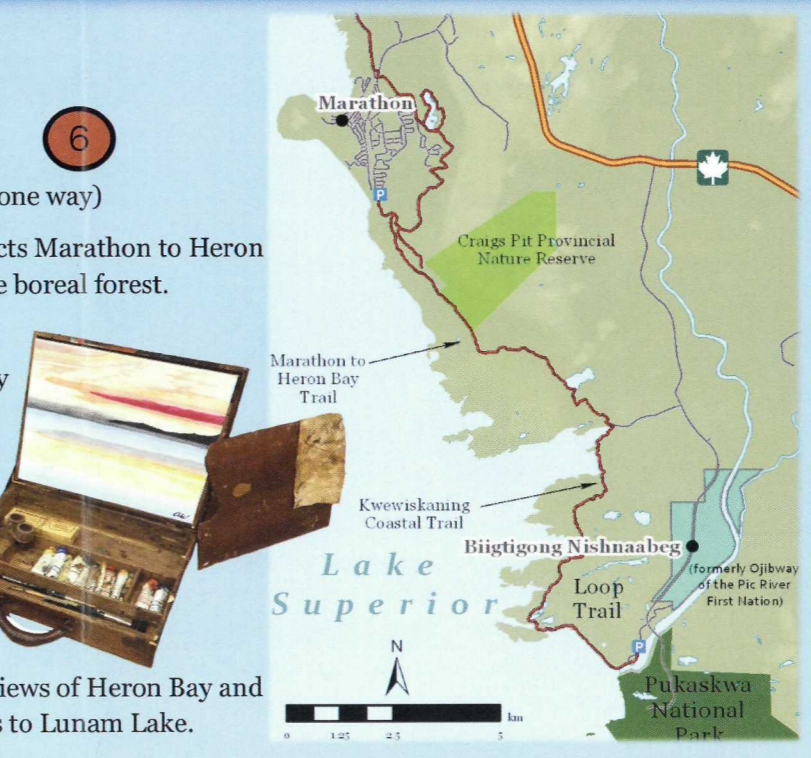 6
one way)
cts Marathon to Heron
e boreal forest.
y
iews of Heron Bay and
s to Lunam Lake.
Marathon
P
Craigs Pit Provincial
Nature Reserve
Marathon to
Heron Bay
Trail
Kwewiskaning
Coastal Trail
Biigtigong Nishnaabeg
(formerly Ojibway
of the Pic River
First Nation)
Lake
Superior
Loop
Trail
P
Pukaskwa
National
Park
N
km
0 1.25 2.5 5